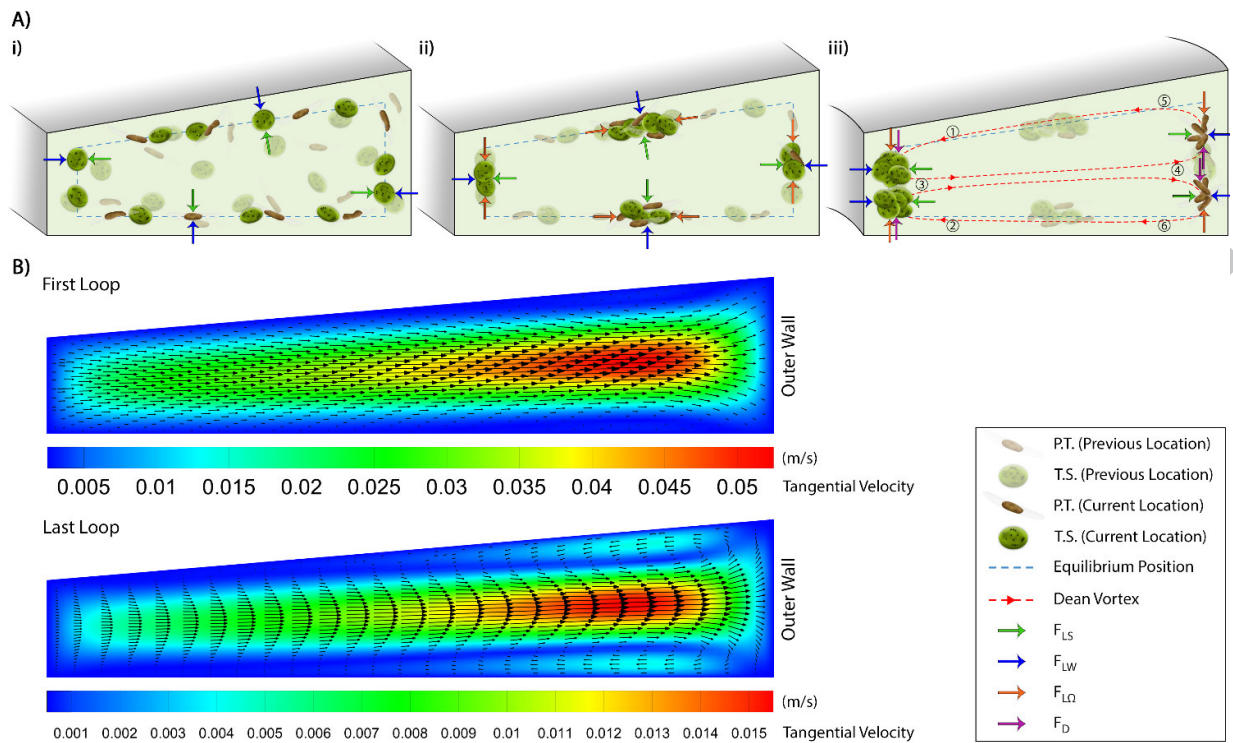 A)
i)
ii)
iii)
①
②
③
④
⑤
⑥
B)
First Loop
Outer Wall
(m/s)
0.005 0.01 0.015 0.02 0.025 0.03 0.035 0.04 0.045 0.05 Tangential Velocity
Last Loop
Outer Wall
(m/s)
0.001 0.002 0.003 0.004 0.005 0.006 0.007 0.008 0.009 0.01 0.011 0.012 0.013 0.014 0.015 Tangential Velocity
P.T. (Previous Location)
T.S. (Previous Location)
P.T. (Current Location)
T.S. (Current Location)
Equilibrium Position
Dean Vortex
F_LS
F_LW
F_LΩ
F_D